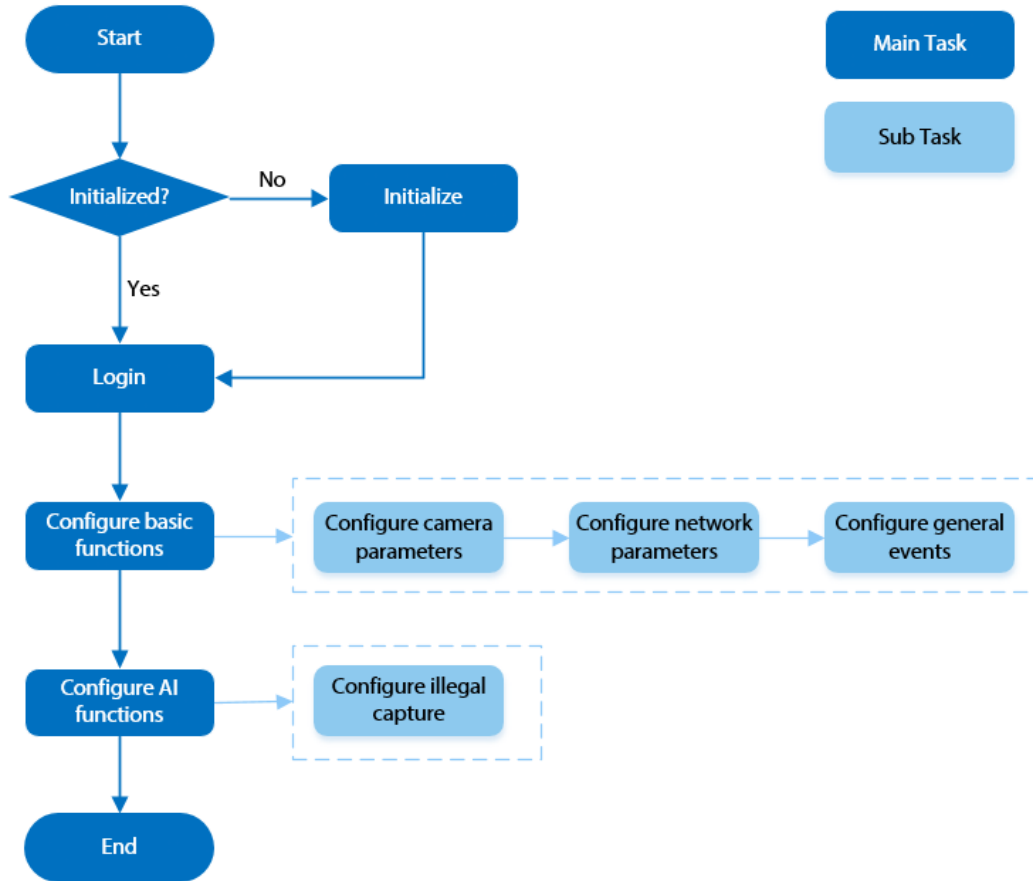 Start
Main Task
Sub Task
Initialized?
No
Initialize
Yes
Login
Configure basic
functions
Configure camera
parameters
Configure network
parameters
Configure general
events
Configure AI
functions
Configure illegal
capture
End